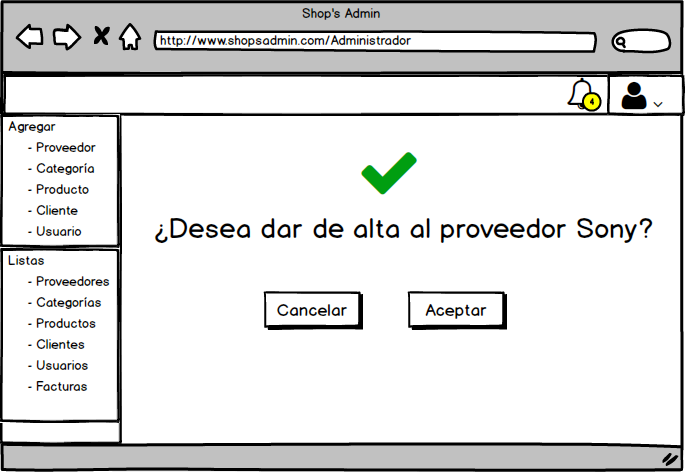 Shop's Admin
http://www.shopsadmin.com/Administrador
4
Agregar
- Proveedor
- Categoría
- Producto
- Cliente
- Usuario
Listas
- Proveedores
- Categorías
- Productos
- Clientes
- Usuarios
- Facturas
¿Desea dar de alta al proveedor Sony?
Cancelar
Aceptar